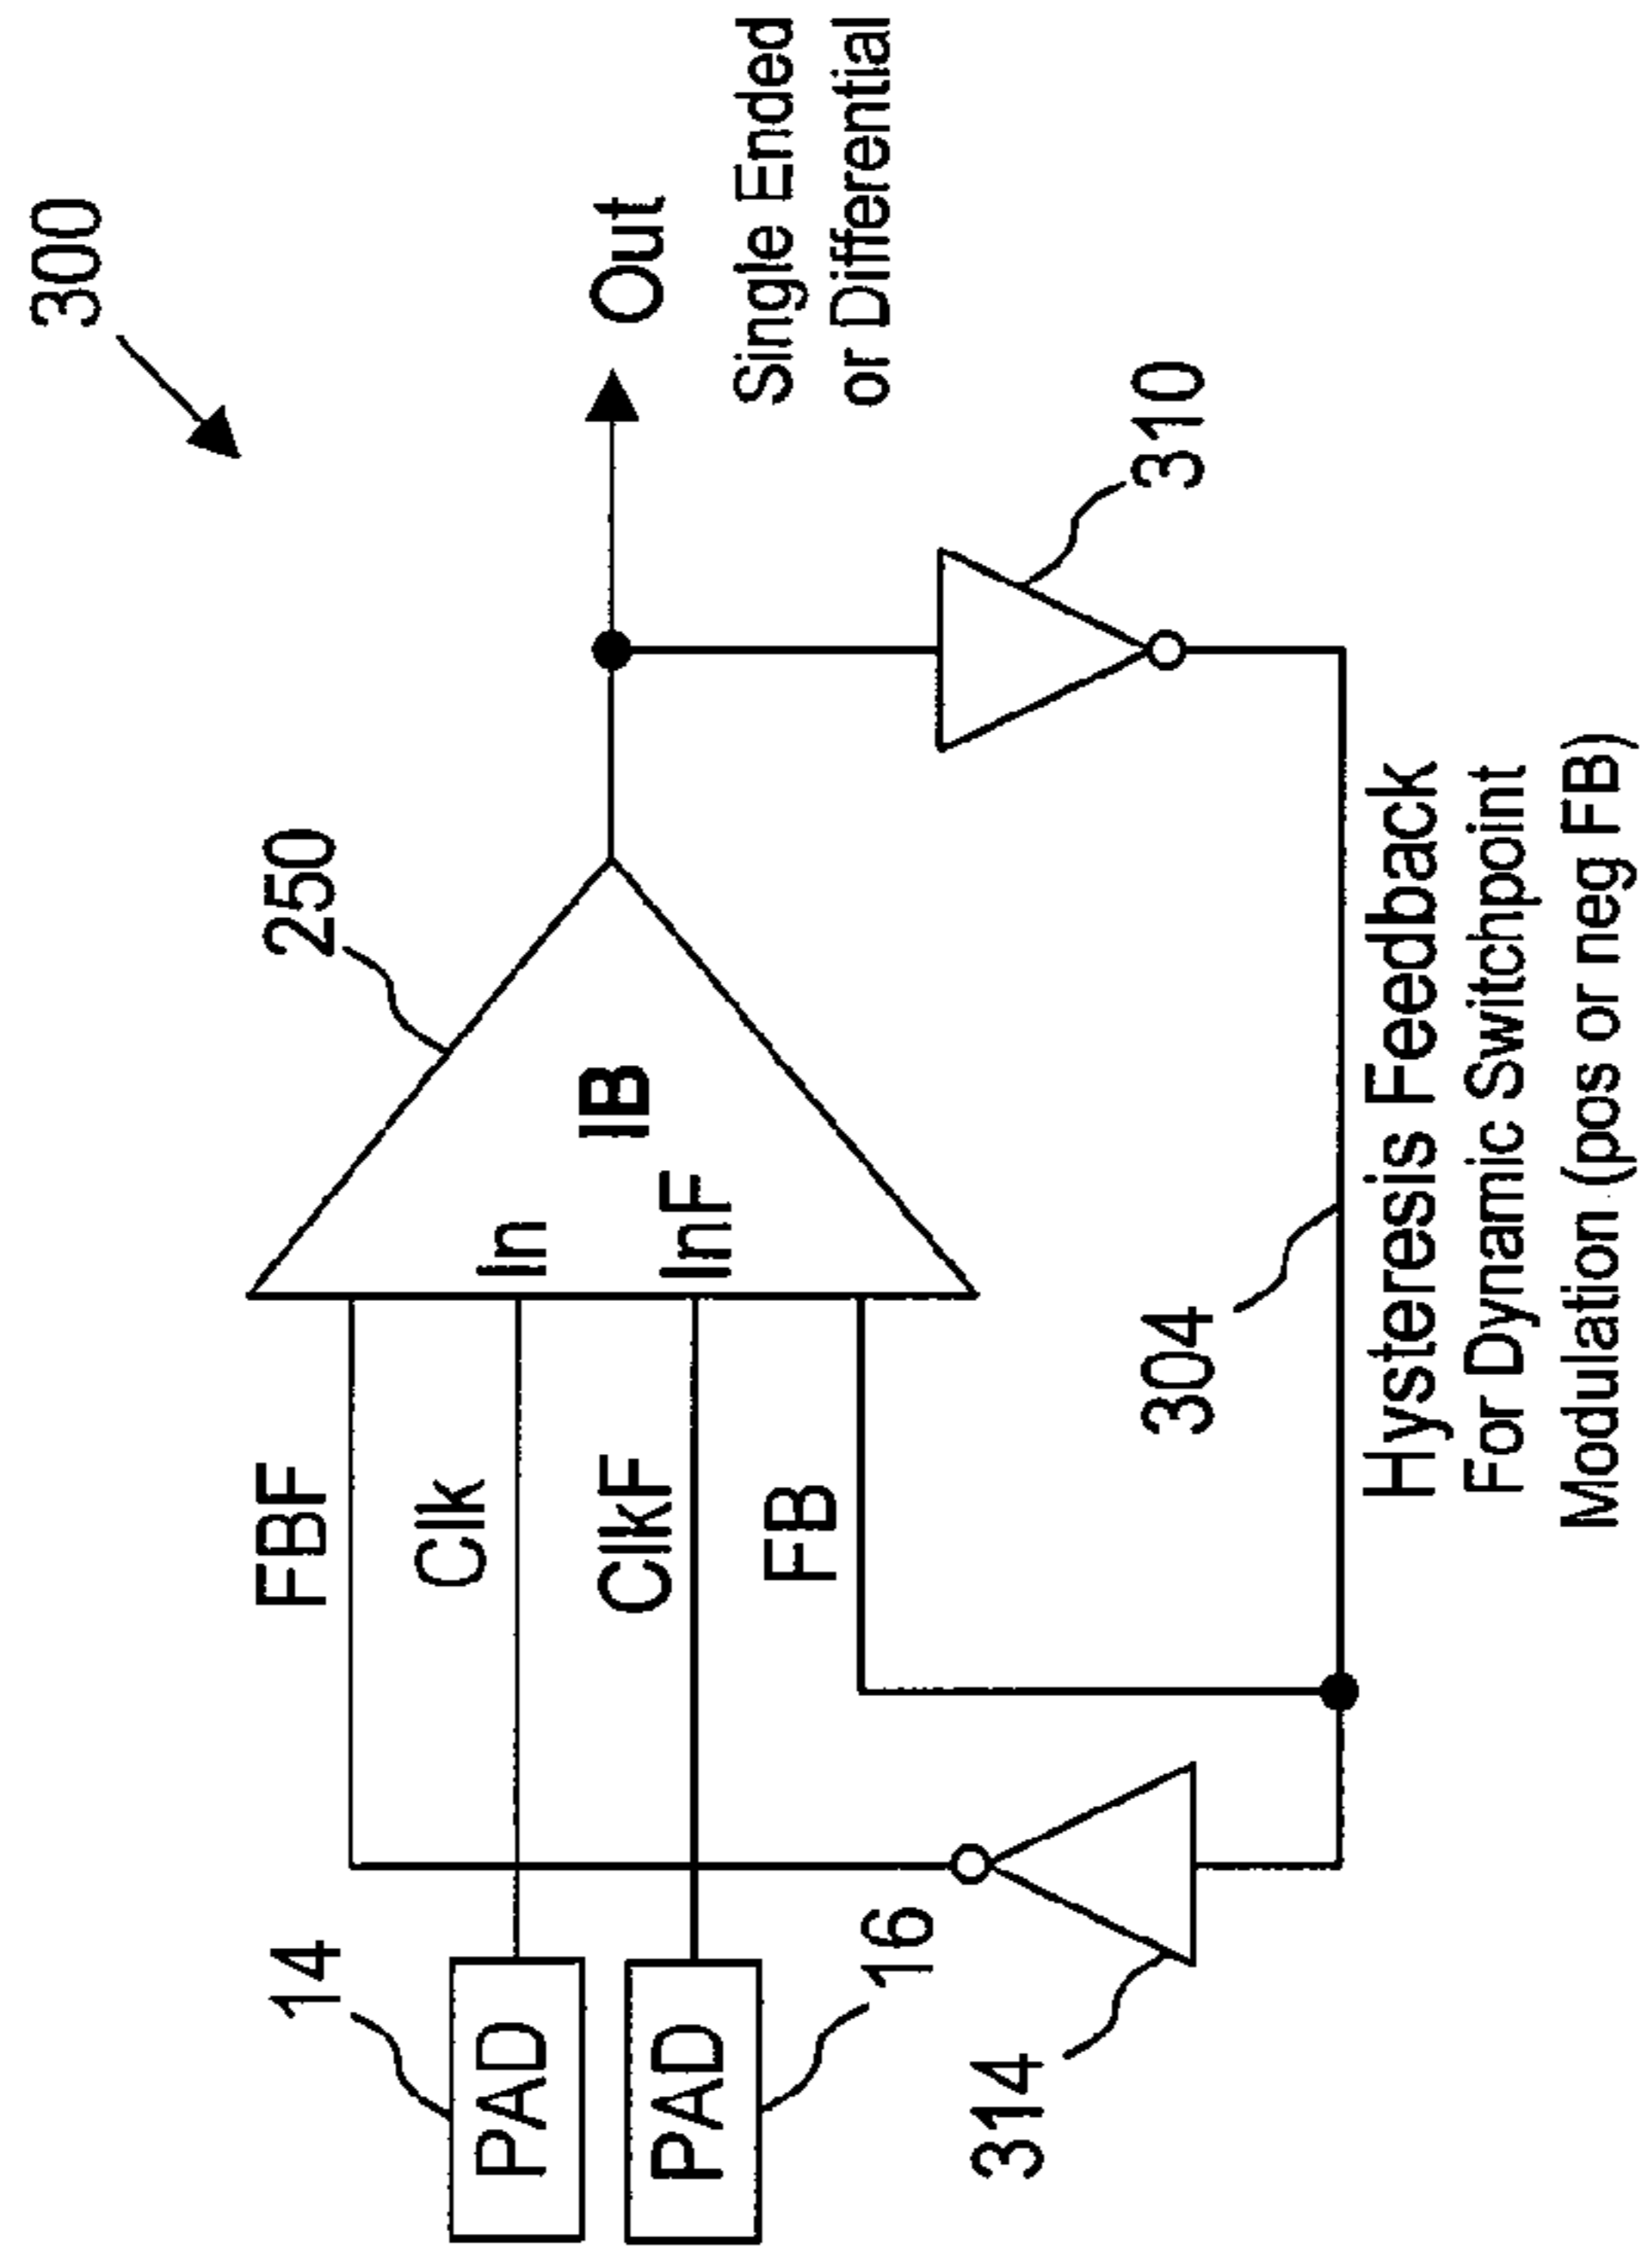 300
Out
Single Ended
or Differential
250
IB
In
InF
FBF
Clk
ClkF
FB
310
14
PAD
PAD
16
314
304
Hysteresis Feedback
For Dynamic Switchpoint
Modulation (pos or neg FB)